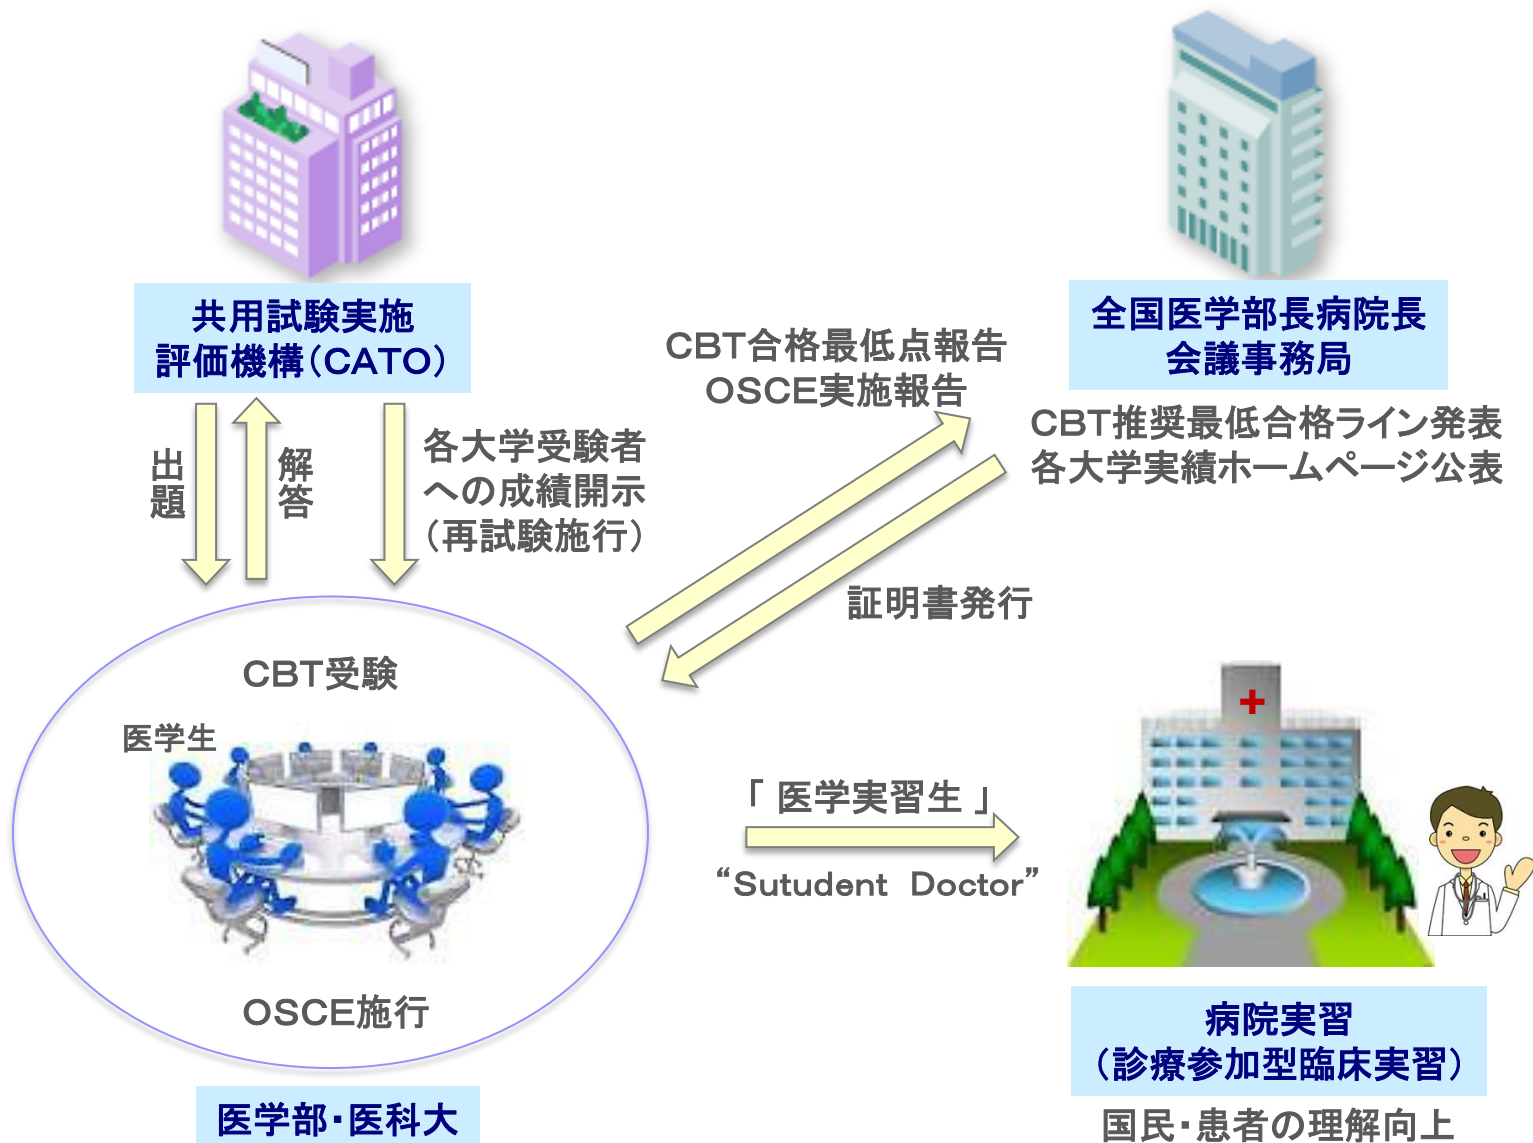 共用試験実施
評価機構(CATO)
全国医学部長病院長
会議事務局
CBT合格最低点報告
OSCE実施報告
CBT推奨最低合格ライン発表
各大学実績ホームページ公表
出題
解答
各大学受験者
への成績開示
(再試験施行)
証明書発行
CBT受験
医学生
OSCE施行
医学部・医科大
「 医学実習生 」
“Sutudent Doctor”
病院実習
(診療参加型臨床実習)
国民・患者の理解向上